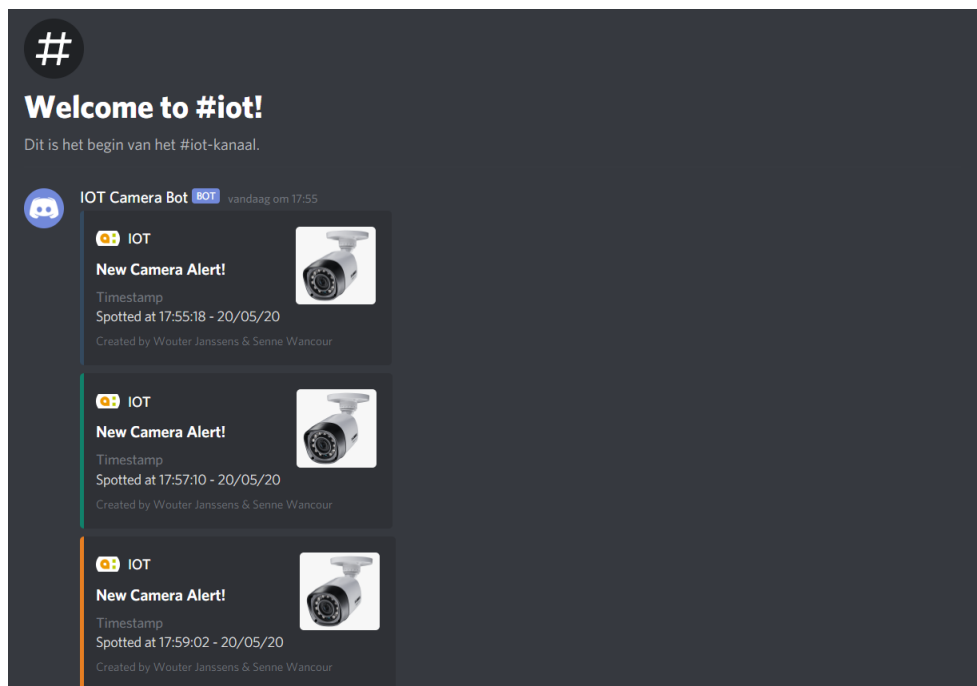 #
Welcome to #iot!
Dit is het begin van het #iot-kanaal.
IOT Camera Bot BOT vandaag om 17:55
a: IOT
New Camera Alert!
Timestamp
Spotted at 17:55:18 - 20/05/20
Created by Wouter Janssens & Senne Wancour
a: IOT
New Camera Alert!
Timestamp
Spotted at 17:57:10 - 20/05/20
Created by Wouter Janssens & Senne Wancour
a: IOT
New Camera Alert!
Timestamp
Spotted at 17:59:02 - 20/05/20
Created by Wouter Janssens & Senne Wancour